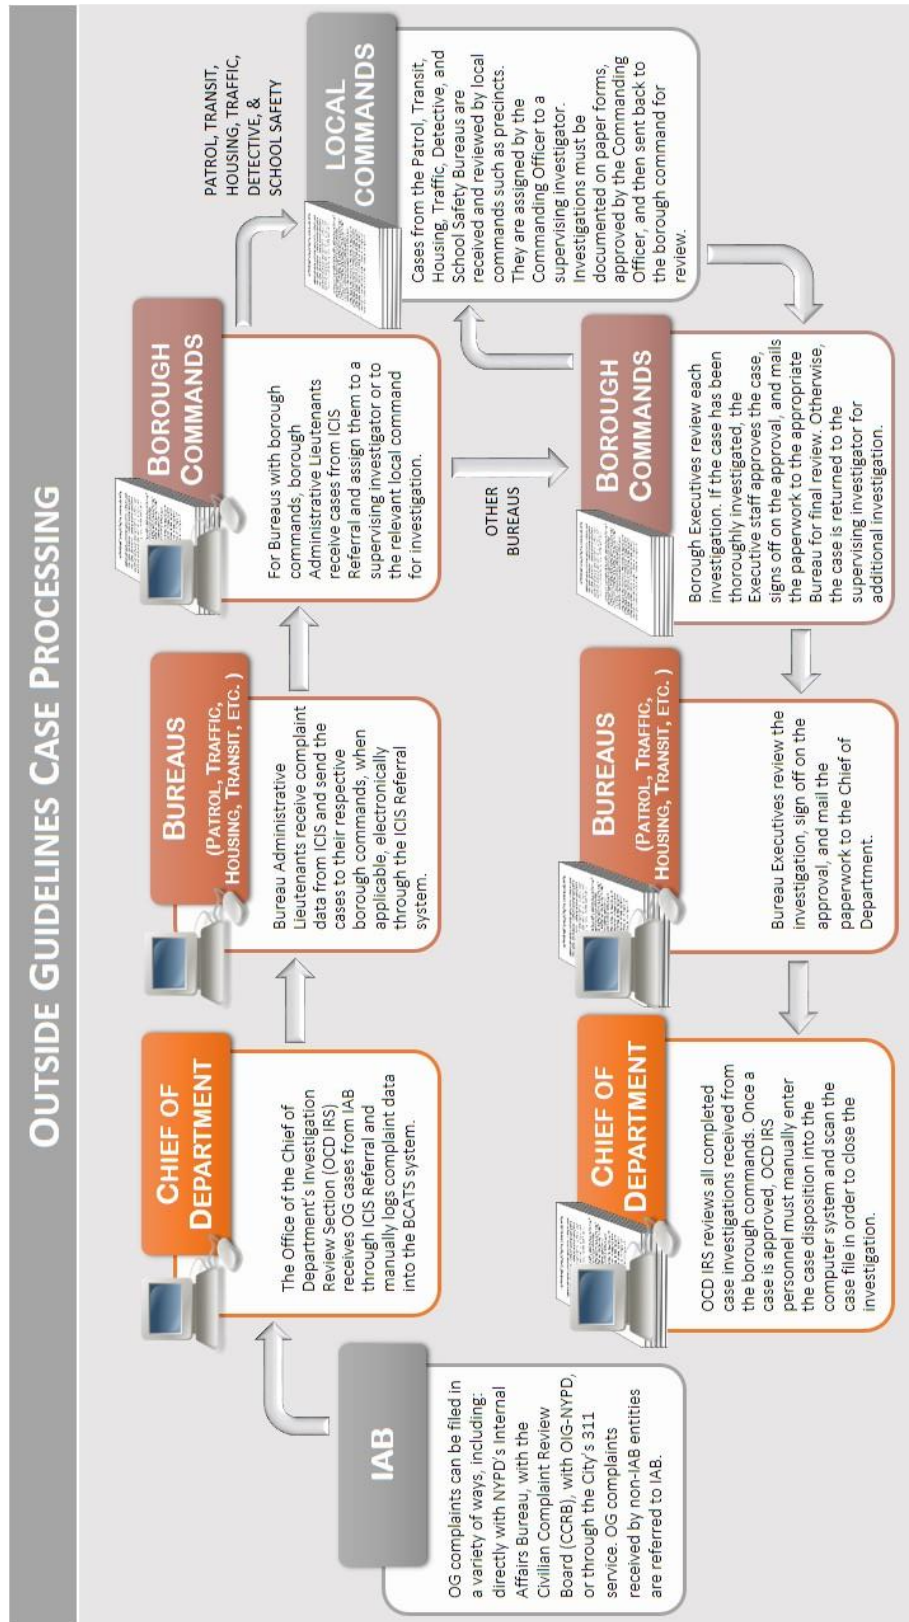 OUTSIDE GUIDELINES CASE PROCESSING
IAB
OG complaints can be filed in
a variety of ways, including:
directly with NYPD's Internal
Affairs Bureau, with the
Civilian Complaint Review
Board (CCRB), with OIG-NYPD,
or through the City's 311
service. OG complaints
received by non-IAB entities
are referred to IAB.
CHIEF OF
DEPARTMENT
The Office of the Chief of
Department's Investigation
Review Section (OCD IRS)
receives OG cases from IAB
through ICIS Referral and
manually logs complaint data
into the BCATS system.
BUREAUS
(PATROL, TRAFFIC,
HOUSING, TRANSIT, ETC. )
Bureau Administrative
Lieutenants receive complaint
data from ICIS and send the
cases to their respective
borough commands, when
applicable, electronically
through the ICIS Referral
system.
BOROUGH
COMMANDS
For Bureaus with borough
commands, borough
Administrative Lieutenants
receive cases from ICIS
Referral and assign them to a
supervising investigator or to
the relevant local command
for investigation.
PATROL, TRANSIT,
HOUSING, TRAFFIC,
DETECTIVE, &
SCHOOL SAFETY
LOCAL
COMMANDS
Cases from the Patrol, Transit,
Housing, Traffic, Detective, and
School Safety Bureaus are
received and reviewed by local
commands such as precincts.
They are assigned by the
Commanding Officer to a
supervising investigator.
Investigations must be
documented on paper forms,
approved by the Commanding
Officer, and then sent back to
the borough command for
review.
OTHER
BUREAUS
BOROUGH
COMMANDS
Borough Executives review each
investigation. If the case has been
thoroughly investigated, the
Executive staff approves the case,
signs off on the approval, and mails
the paperwork to the appropriate
Bureau for final review. Otherwise,
the case is returned to the
supervising investigator for
additional investigation.
BUREAUS
(PATROL, TRAFFIC,
HOUSING, TRANSIT, ETC. )
Bureau Executives review the
investigation, sign off on the
approval, and mail the
paperwork to the Chief of
Department.
CHIEF OF
DEPARTMENT
OCD IRS reviews all completed
case investigations received from
the borough commands. Once a
case is approved, OCD IRS
personnel must manually enter
the case disposition into the
computer system and scan the
case file in order to close the
investigation.